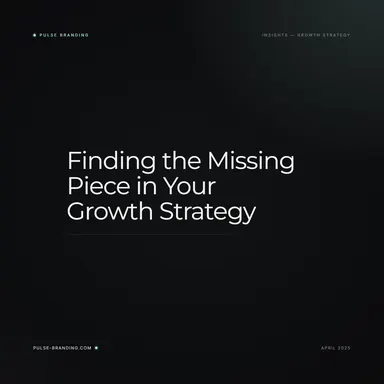 PULSE BRANDING
INSIGHTS — GROWTH STRATEGY
Finding the Missing
Piece in Your
Growth Strategy
PULSE-BRANDING.COM
APRIL 2025